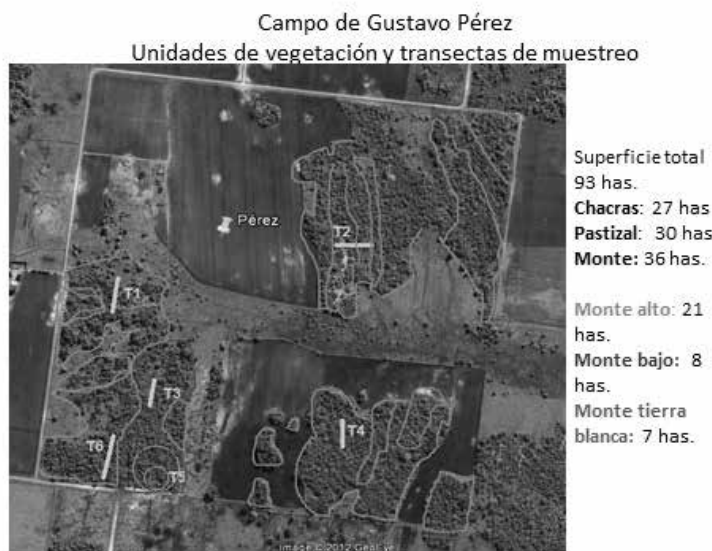 Campo de Gustavo Pérez
Unidades de vegetación y transectas de muestreo
Pérez
T2
T1
T3
T4
T6
T5
Image © 2012 GeoEye
Superficie total
93 has.
Chacras: 27 has
Pastizal: 30 has
Monte: 36 has.
Monte alto: 21
has.
Monte bajo: 8
has.
Monte tierra
blanca: 7 has.